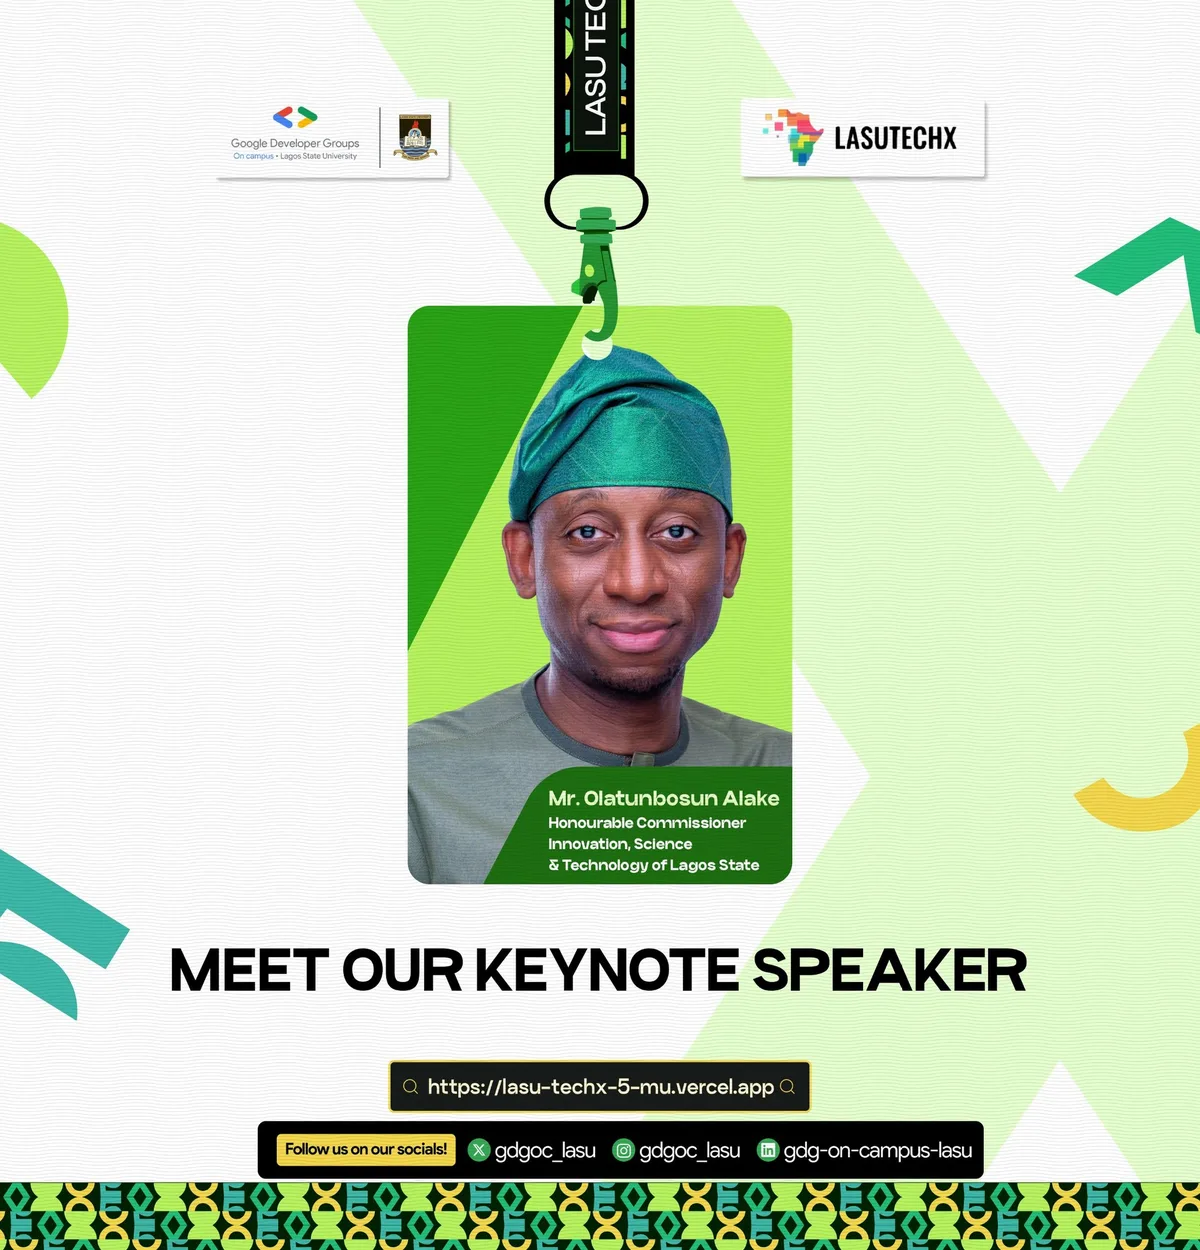 LASU TEC
Google Developer Groups
On campus • Lagos State University
LASUTECHX
Mr. Olatunbosun Alake
Honourable Commissioner
Innovation, Science
& Technology of Lagos State
MEET OUR KEYNOTE SPEAKER
https://lasu-techx-5-mu.vercel.app
Follow us on our socials! gdgoc_lasu gdgoc_lasu gdg-on-campus-lasu